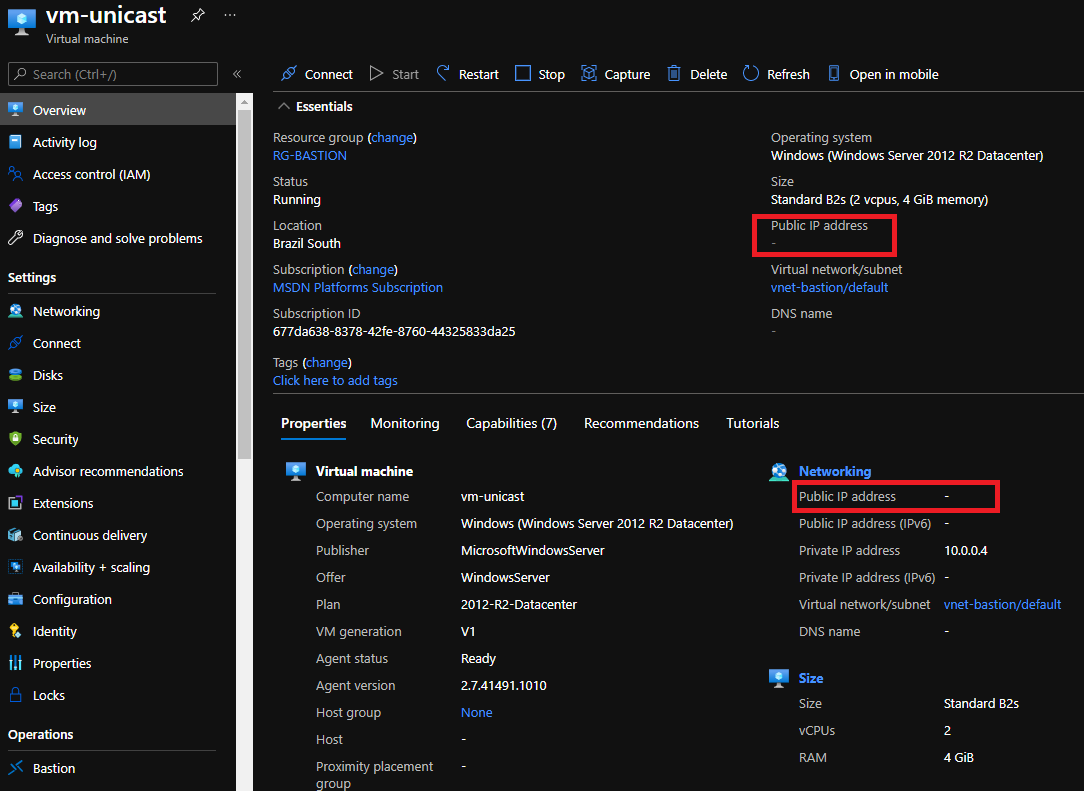 vm-unicast
Virtual machine
Search (Ctrl+/)
Overview
Activity log
Access control (IAM)
Tags
Diagnose and solve problems
Settings
Networking
Connect
Disks
Size
Security
Advisor recommendations
Extensions
Continuous delivery
Availability + scaling
Configuration
Identity
Properties
Locks
Operations
Bastion
Connect Start Restart Stop Capture Delete Refresh Open in mobile
Essentials
Resource group (change)
RG-BASTION
Status
Running
Location
Brazil South
Subscription (change)
MSDN Platforms Subscription
Subscription ID
677da638-8378-42fe-8760-44325833da25
Tags (change)
Click here to add tags
Operating system
Windows (Windows Server 2012 R2 Datacenter)
Size
Standard B2s (2 vcpus, 4 GiB memory)
Public IP address
-
Virtual network/subnet
vnet-bastion/default
DNS name
-
Properties Monitoring Capabilities (7) Recommendations Tutorials
Virtual machine
Computer name vm-unicast
Operating system Windows (Windows Server 2012 R2 Datacenter)
Publisher MicrosoftWindowsServer
Offer WindowsServer
Plan 2012-R2-Datacenter
VM generation V1
Agent status Ready
Agent version 2.7.41491.1010
Host group None
Host -
Proximity placement -
group
Networking
Public IP address -
Public IP address (IPv6) -
Private IP address 10.0.0.4
Private IP address (IPv6) -
Virtual network/subnet vnet-bastion/default
DNS name -
Size
Size Standard B2s
vCPUs 2
RAM 4 GiB